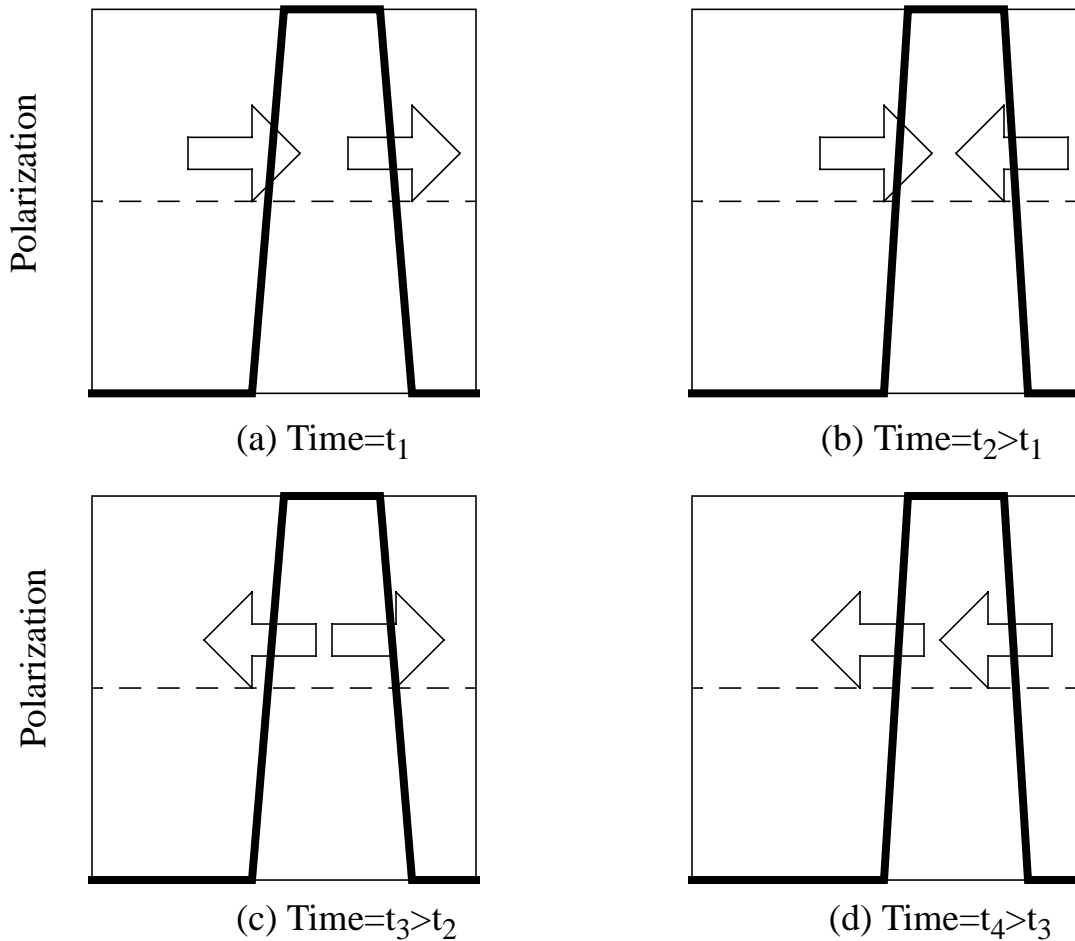 Polarization
(a) Time=t1
(b) Time=t2>t1
Polarization
(c) Time=t3>t2
(d) Time=t4>t3